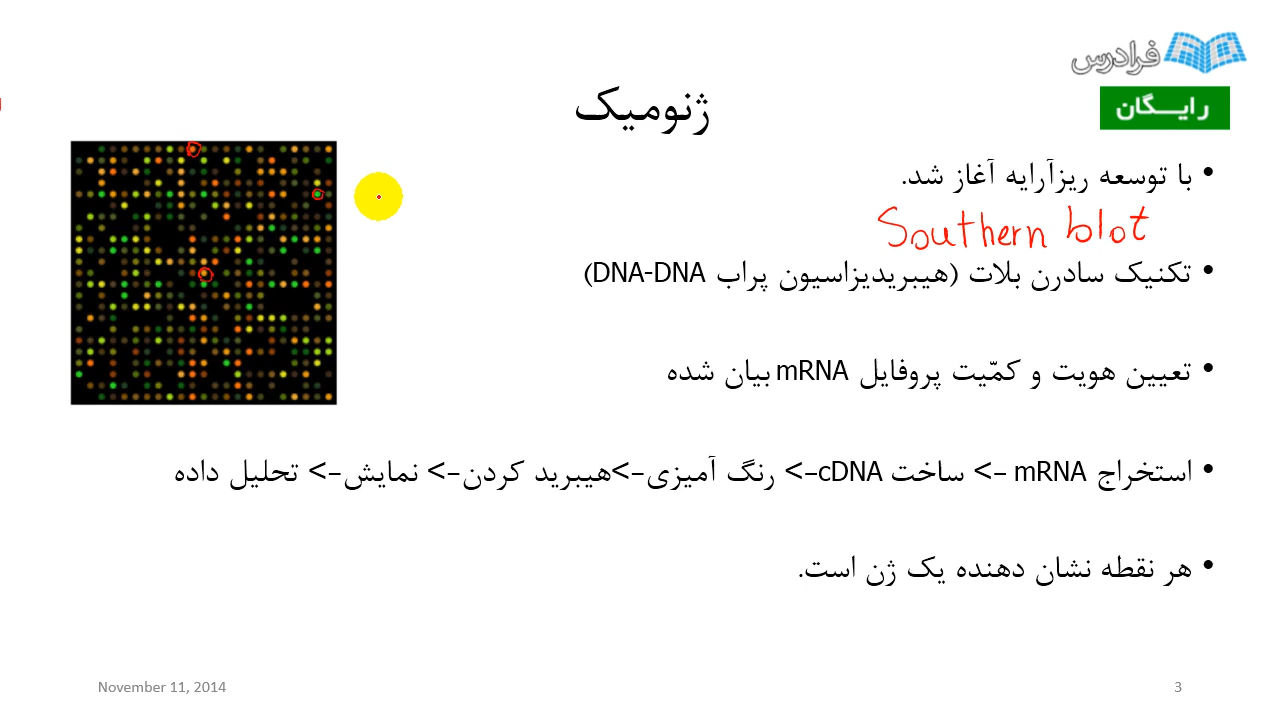 فرادرس
رایگان
ژنومیک
• با توسعه ریزآرایه آغاز شد.
Southern blot
• تکنیک سادرن بلات (هیبریدیزاسیون پراب DNA-DNA)
• تعیین هویت و کمّیت پروفایل mRNA بیان شده
• استخراج mRNA -> ساخت cDNA -> رنگ آمیزی -> هیبرید کردن -> نمایش -> تحلیل داده
• هر نقطه نشان دهنده یک ژن است.
November 11, 2014
3